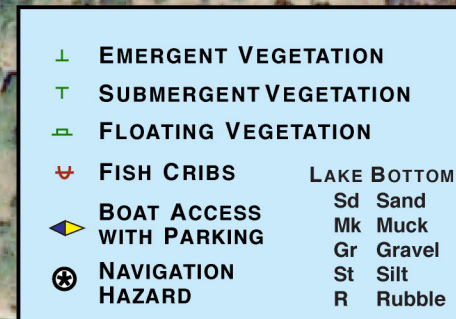 EMERGENT VEGETATION
SUBMERGENT VEGETATION
FLOATING VEGETATION
FISH CRIBS
BOAT ACCESS
WITH PARKING
NAVIGATION
HAZARD
LAKE BOTTOM
Sd Sand
Mk Muck
Gr Gravel
St Silt
R Rubble